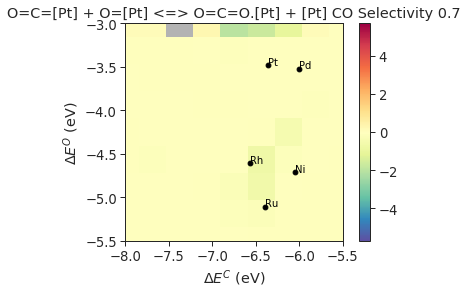 O=C=[Pt] + O=[Pt] <=> O=C=O.[Pt] + [Pt] CO Selectivity 0.7
−3.0
−3.5
−4.0
−4.5
−5.0
−5.5
ΔE^O (eV)
Pt
Pd
Rh
Ni
Ru
−8.0 −7.5 −7.0 −6.5 −6.0 −5.5
ΔE^C (eV)
4
2
0
−2
−4